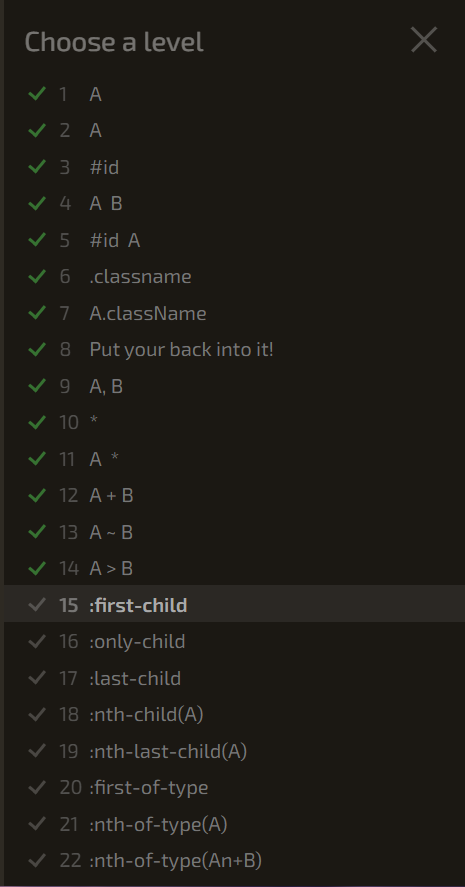 Choose a level
1 A
2 A
3 #id
4 A B
5 #id A
6 .classname
7 A.className
8 Put your back into it!
9 A, B
10 *
11 A *
12 A + B
13 A ~ B
14 A > B
15 :first-child
16 :only-child
17 :last-child
18 :nth-child(A)
19 :nth-last-child(A)
20 :first-of-type
21 :nth-of-type(A)
22 :nth-of-type(An+B)